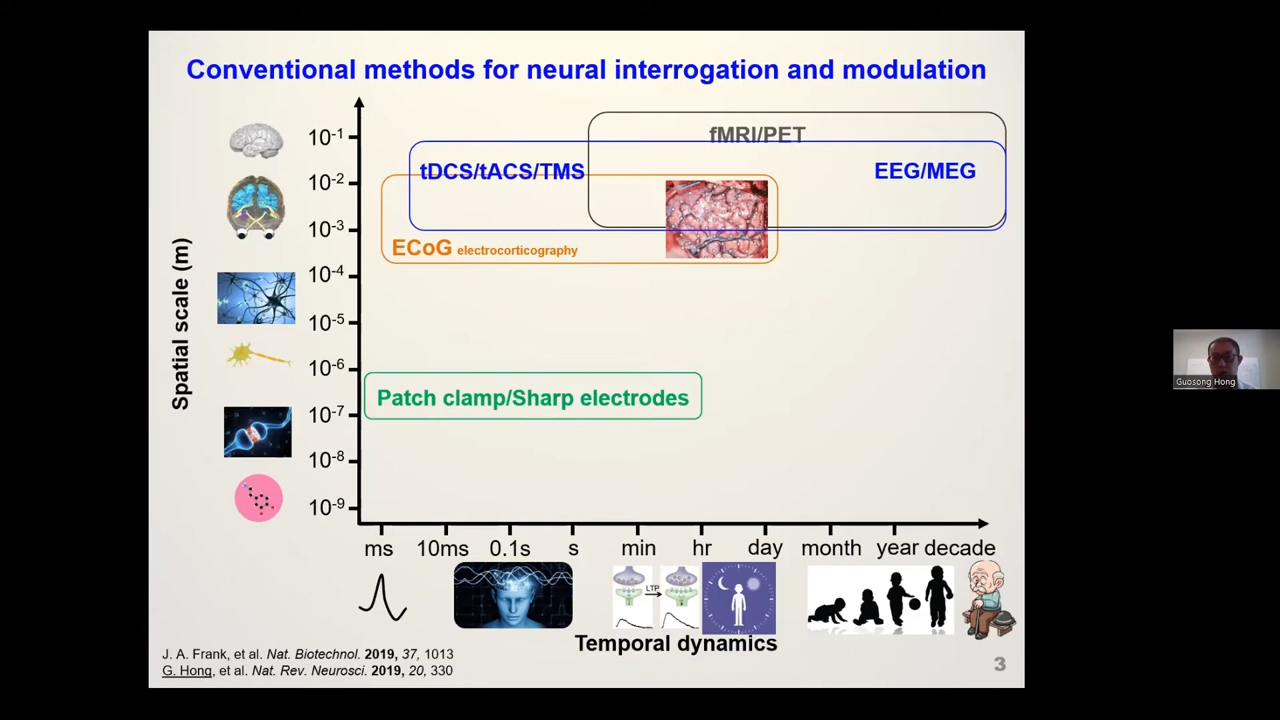 Conventional methods for neural interrogation and modulation
Spatial scale (m)
10-1
10-2
10-3
10-4
10-5
10-6
10-7
10-8
10-9
fMRI/PET
tDCS/tACS/TMS
EEG/MEG
ECoG electrocorticography
Patch clamp/Sharp electrodes
ms 10ms 0.1s s min hr day month year decade
LTP
Temporal dynamics
J. A. Frank, et al. Nat. Biotechnol. 2019, 37, 1013
G. Hong, et al. Nat. Rev. Neurosci. 2019, 20, 330
3
Guosong Hong